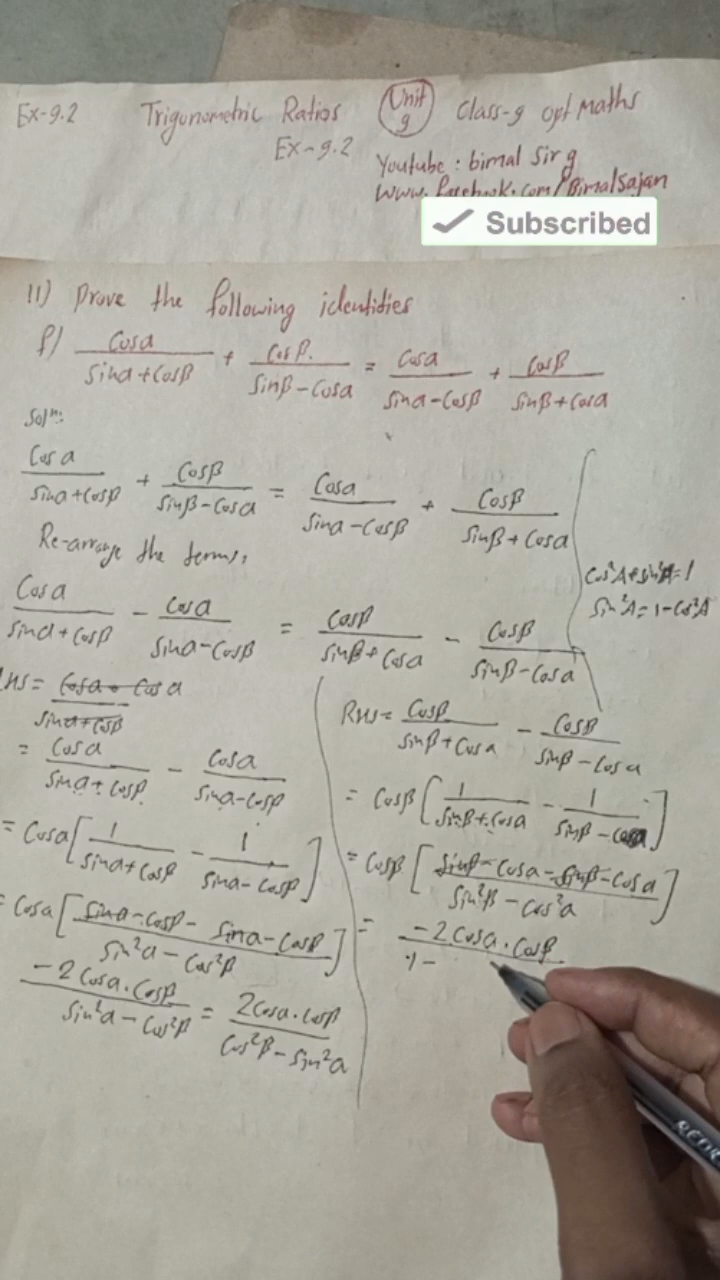 Ex-9.2 Trigonometric Ratios Unit 9 Class-9 opt Maths
Ex-9.2
Youtube : bimal Sir g
www.facebook.com/Bimalsajan
✓ Subscribed
11) Prove the following identities
f) Cosα/(Sinα+Cosβ) + Cosβ/(Sinβ-Cosα) = Cosα/(Sinα-Cosβ) + Cosβ/(Sinβ+Cosα)
Solⁿ:
Cosα/(Sinα+Cosβ) + Cosβ/(Sinβ-Cosα) = Cosα/(Sinα-Cosβ) + Cosβ/(Sinβ+Cosα)
Cos²A+Sin²A=1
Sin²A=1-Cos²A
Re-arrange the terms,
Cosα/(Sinα+Cosβ) - Cosα/(Sinα-Cosβ) = Cosβ/(Sinβ+Cosα) - Cosβ/(Sinβ-Cosα)
LHS =
= Cosα/(Sinα+Cosβ) - Cosα/(Sinα-Cosβ)
= Cosα[1/(Sinα+Cosβ) - 1/(Sinα-Cosβ)]
= Cosα[(Sinα-Cosβ-Sinα-Cosβ)/(Sin²α-Cos²β)]
-2Cosα.Cosβ/(Sin²α-Cos²β) = 2Cosα.Cosβ/(Cos²β-Sin²α)
RHS= Cosβ/(Sinβ+Cosα) - Cosβ/(Sinβ-Cosα)
= Cosβ[1/(Sinβ+Cosα) - 1/(Sinβ-Cosα)]
= Cosβ[(Sinβ-Cosα-Sinβ-Cosα)/(Sin²β-Cos²α)]
= -2Cosα.Cosβ/1-